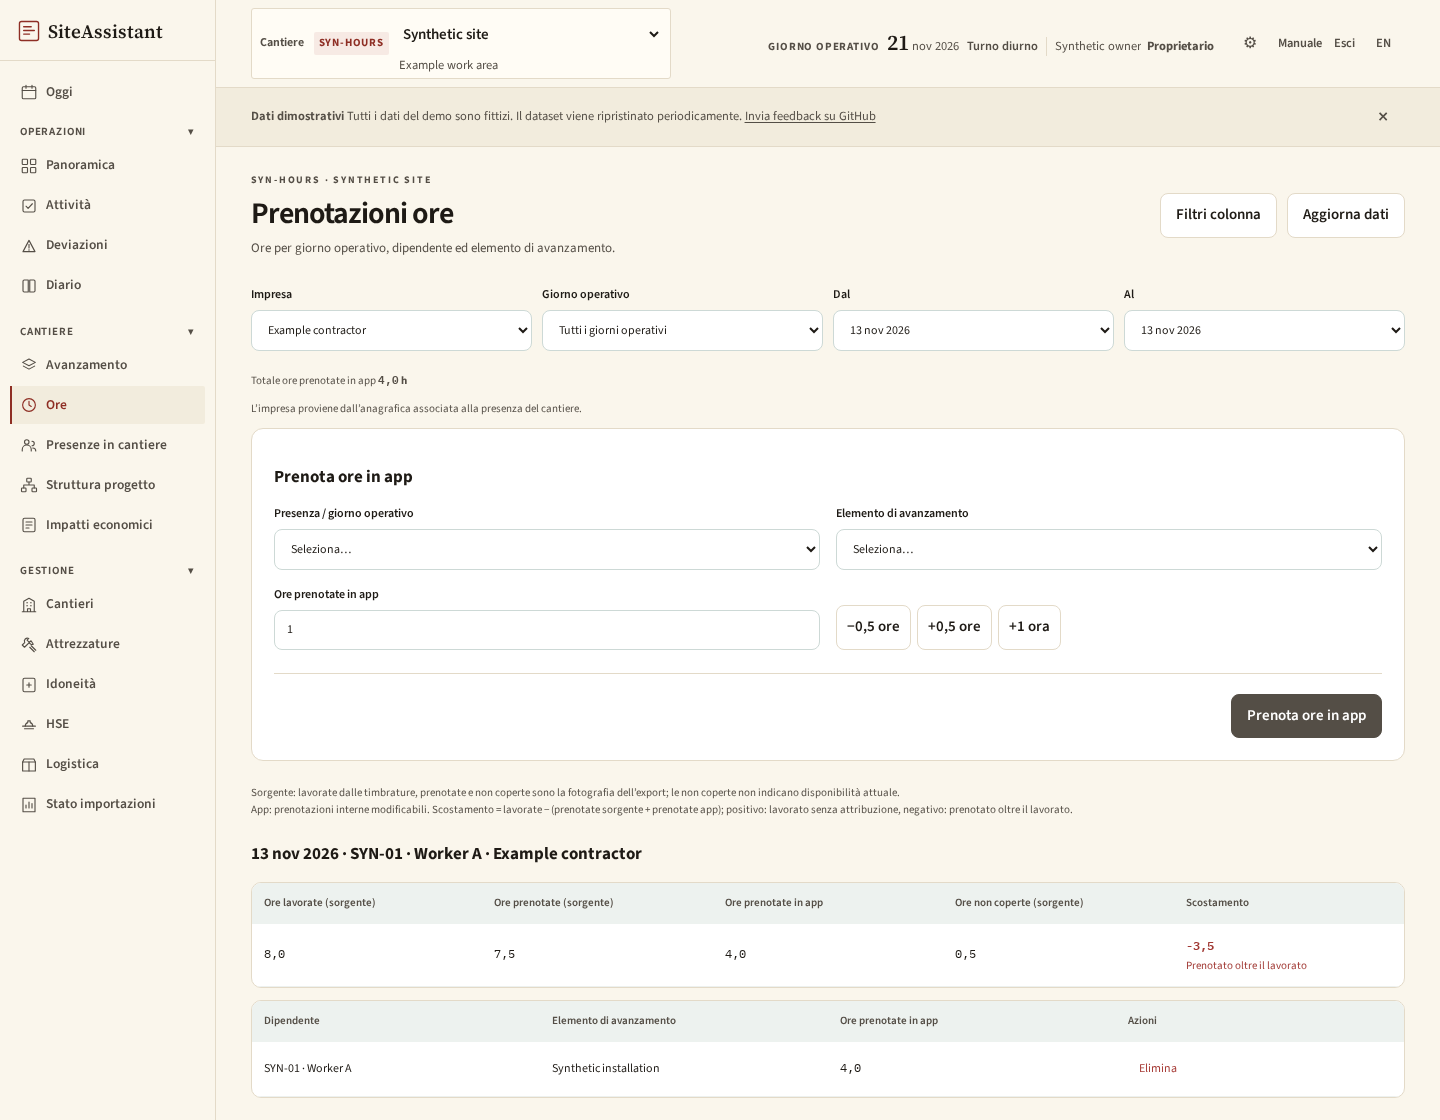 SiteAssistant
Oggi
OPERAZIONI
Panoramica
Attività
Deviazioni
Diario
CANTIERE
Avanzamento
Ore
Presenze in cantiere
Struttura progetto
Impatti economici
GESTIONE
Cantieri
Attrezzature
Idoneità
HSE
Logistica
Stato importazioni
Cantiere SYN-HOURS Synthetic site
Example work area
GIORNO OPERATIVO 21 nov 2026 Turno diurno Synthetic owner Proprietario Manuale Esci EN
Dati dimostrativi Tutti i dati del demo sono fittizi. Il dataset viene ripristinato periodicamente. Invia feedback su GitHub
SYN-HOURS · SYNTHETIC SITE
Prenotazioni ore
Ore per giorno operativo, dipendente ed elemento di avanzamento.
Filtri colonna Aggiorna dati
Impresa Giorno operativo Dal Al
Example contractor Tutti i giorni operativi 13 nov 2026 13 nov 2026
Totale ore prenotate in app 4,0 h
L'impresa proviene dall'anagrafica associata alla presenza del cantiere.
Prenota ore in app
Presenza / giorno operativo Elemento di avanzamento
Seleziona… Seleziona…
Ore prenotate in app
1 −0,5 ore +0,5 ore +1 ora
Prenota ore in app
Sorgente: lavorate dalle timbrature, prenotate e non coperte sono la fotografia dell'export; le non coperte non indicano disponibilità attuale.
App: prenotazioni interne modificabili. Scostamento = lavorate − (prenotate sorgente + prenotate app); positivo: lavorato senza attribuzione, negativo: prenotato oltre il lavorato.
13 nov 2026 · SYN-01 · Worker A · Example contractor
Ore lavorate (sorgente) Ore prenotate (sorgente) Ore prenotate in app Ore non coperte (sorgente) Scostamento
8,0 7,5 4,0 0,5 -3,5
Prenotato oltre il lavorato
Dipendente Elemento di avanzamento Ore prenotate in app Azioni
SYN-01 · Worker A Synthetic installation 4,0 Elimina